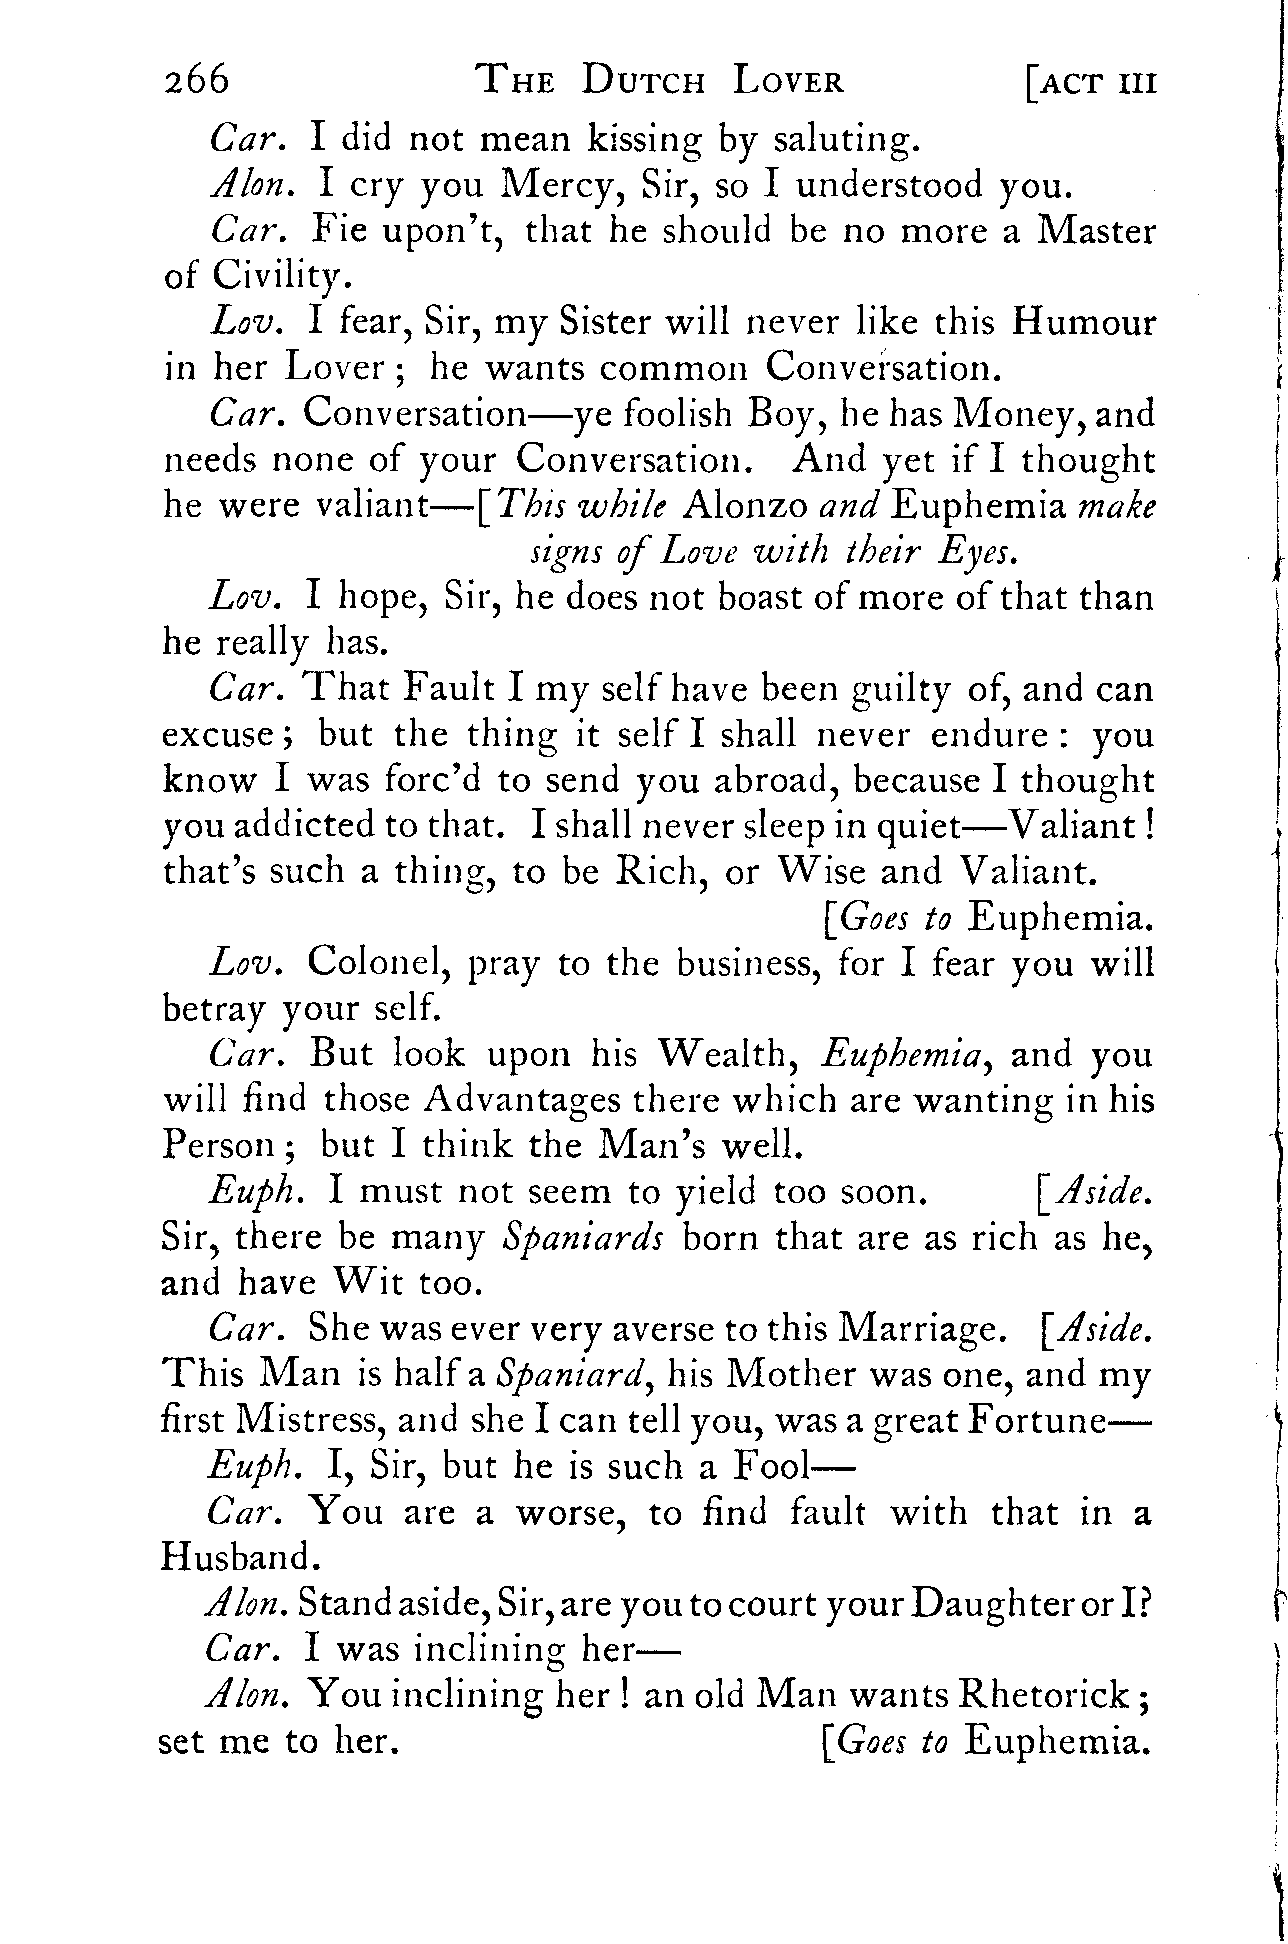 266 THE DUTCH LOVER [ACT III
Car. I did not mean kissing by saluting.
Alon. I cry you Mercy, Sir, so I understood you.
Car. Fie upon't, that he should be no more a Master
of Civility.
Lov. I fear, Sir, my Sister will never like this Humour
in her Lover; he wants common Conversation.
Car. Conversation—ye foolish Boy, he has Money, and
needs none of your Conversation. And yet if I thought
he were valiant—[This while Alonzo and Euphemia make
signs of Love with their Eyes.
Lov. I hope, Sir, he does not boast of more of that than
he really has.
Car. That Fault I my self have been guilty of, and can
excuse; but the thing it self I shall never endure: you
know I was forc'd to send you abroad, because I thought
you addicted to that. I shall never sleep in quiet—Valiant!
that's such a thing, to be Rich, or Wise and Valiant.
[Goes to Euphemia.
Lov. Colonel, pray to the business, for I fear you will
betray your self.
Car. But look upon his Wealth, Euphemia, and you
will find those Advantages there which are wanting in his
Person; but I think the Man's well.
Euph. I must not seem to yield too soon. [Aside.
Sir, there be many Spaniards born that are as rich as he,
and have Wit too.
Car. She was ever very averse to this Marriage. [Aside.
This Man is half a Spaniard, his Mother was one, and my
first Mistress, and she I can tell you, was a great Fortune—
Euph. I, Sir, but he is such a Fool—
Car. You are a worse, to find fault with that in a
Husband.
Alon. Stand aside, Sir, are you to court your Daughter or I?
Car. I was inclining her—
Alon. You inclining her! an old Man wants Rhetorick;
set me to her. [Goes to Euphemia.